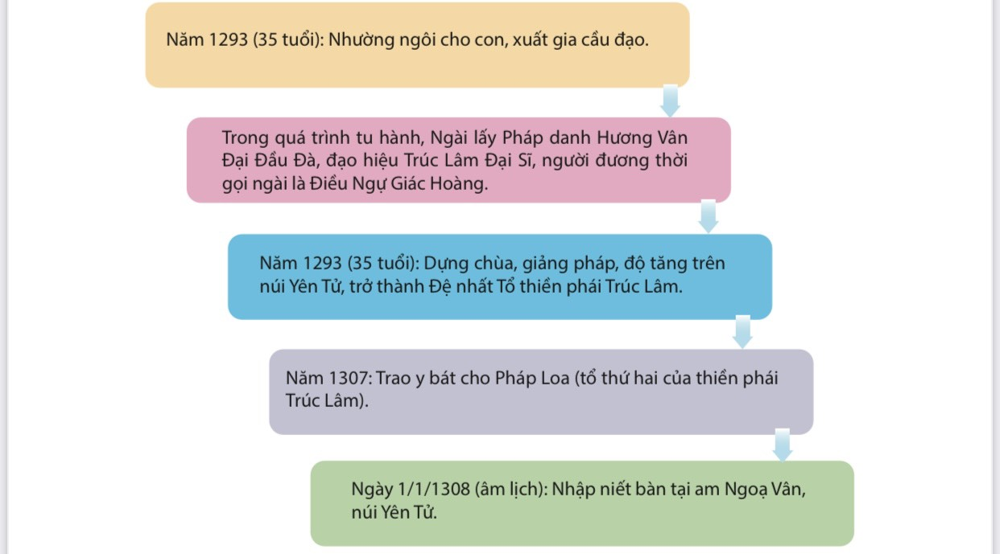 Năm 1293 (35 tuổi): Nhường ngôi cho con, xuất gia cầu đạo.
Trong quá trình tu hành, Ngài lấy Pháp danh Hương Vân
Đại Đầu Đà, đạo hiệu Trúc Lâm Đại Sĩ, người đương thời
gọi ngài là Điều Ngự Giác Hoàng.
Năm 1293 (35 tuổi): Dựng chùa, giảng pháp, độ tăng trên
núi Yên Tử, trở thành Đệ nhất Tổ thiền phái Trúc Lâm.
Năm 1307: Trao y bát cho Pháp Loa (tổ thứ hai của thiền phái
Trúc Lâm).
Ngày 1/1/1308 (âm lịch): Nhập niết bàn tại am Ngoạ Vân,
núi Yên Tử.